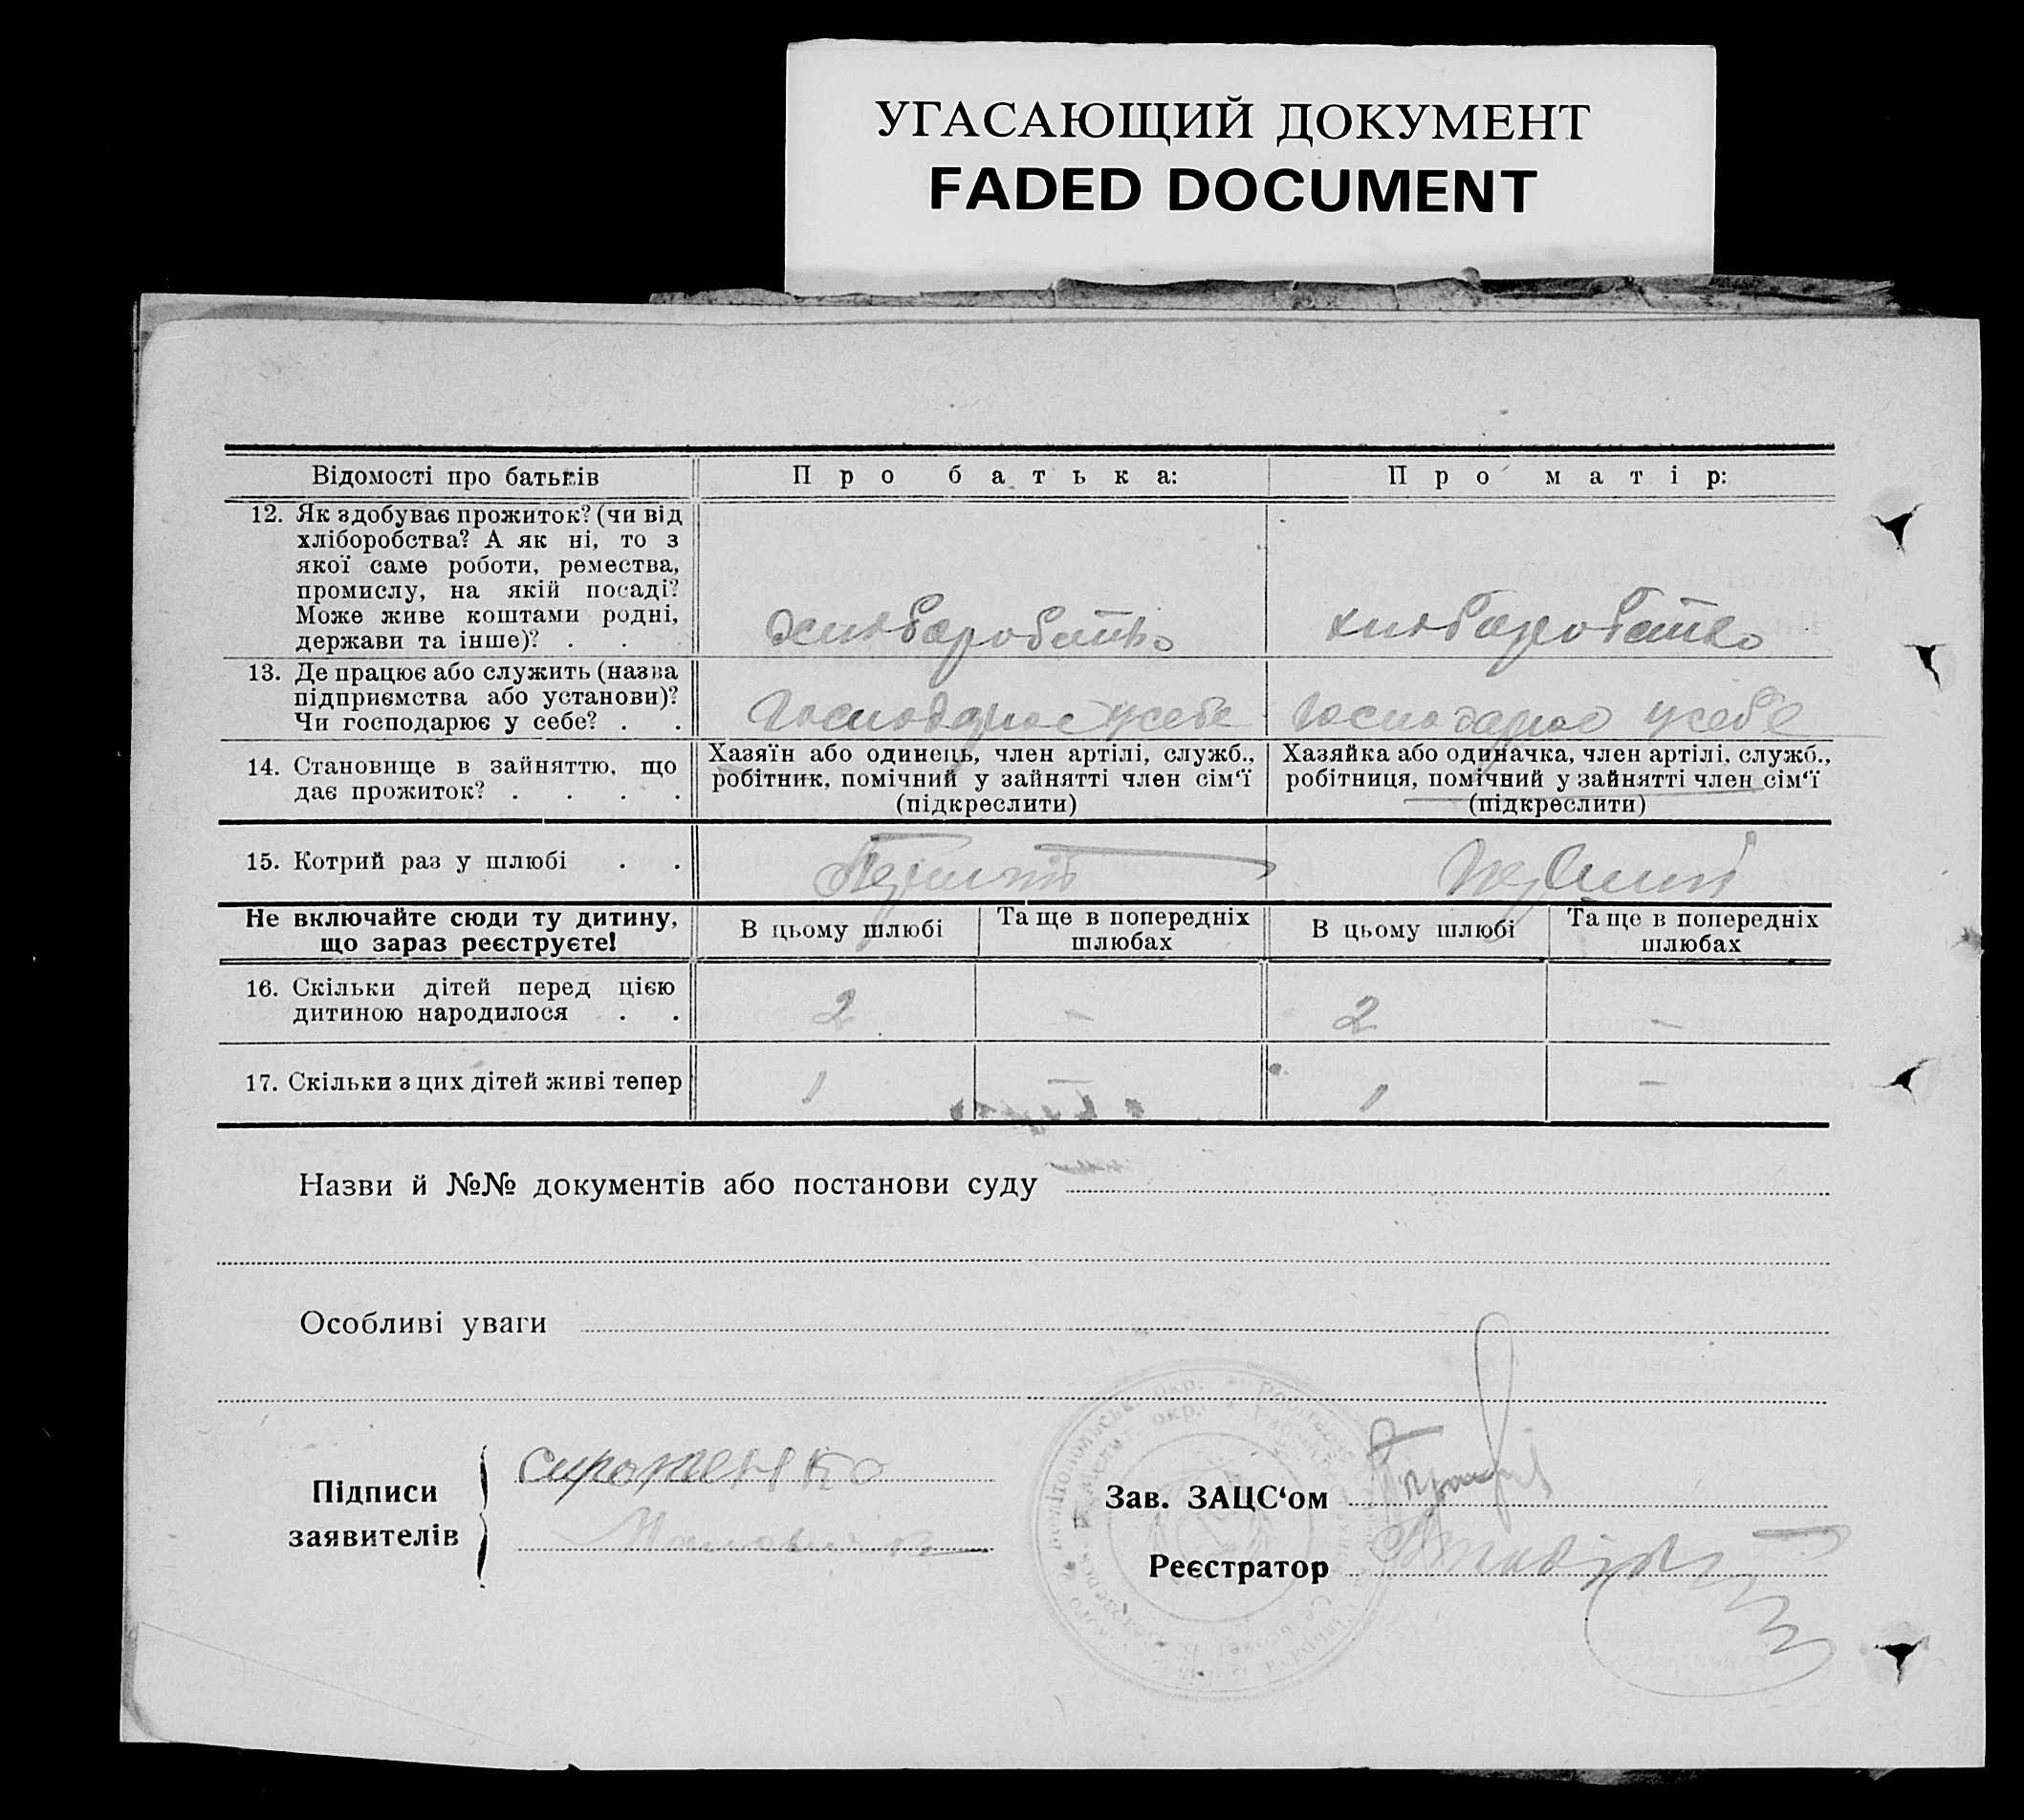 УГАСАЮЩИЙ ДОКУМЕНТ
FADED DOCUMENT
Відомості про батьків
Про батька:
Про матір:
12. Як здобуває прожиток? (чи від
хліборобства? А як ні, то з
якої саме роботи, ремества,
промислу, на якій посаді?
Може живе коштами родні,
держави та інше)? . . .
хлібаробство
хлібаробство
13. Де працює або служить (назва
підприємства або установи)?
Чи господарює у себе? . .
Господарює у себе
Господарює у себе
14. Становище в зайняттю, що
дає прожиток? . . . .
Хазяїн або одинець, член артілі, служб.,
робітник, помічний у зайнятті член сім‘ї
(підкреслити)
Хазяйка або одиначка, член артілі, служб.,
робітниця, помічний у зайнятті член сім‘ї
(підкреслити)
15. Котрий раз у шлюбі . .
Не включайте сюди ту дитину,
що зараз реєструєте!
В цьому шлюбі
Та ще в попередніх
шлюбах
В цьому шлюбі
Та ще в попередніх
шлюбах
16. Скільки дітей перед цією
дитиною народилося . .
2 - 2 -
17. Скільки з цих дітей живі тепер
1 - 1 -
Назви й №№ документів або постанови суду
Особливі уваги
Підписи
заявителів
сироженко
Зав. ЗАЦС‘ом
Реєстратор